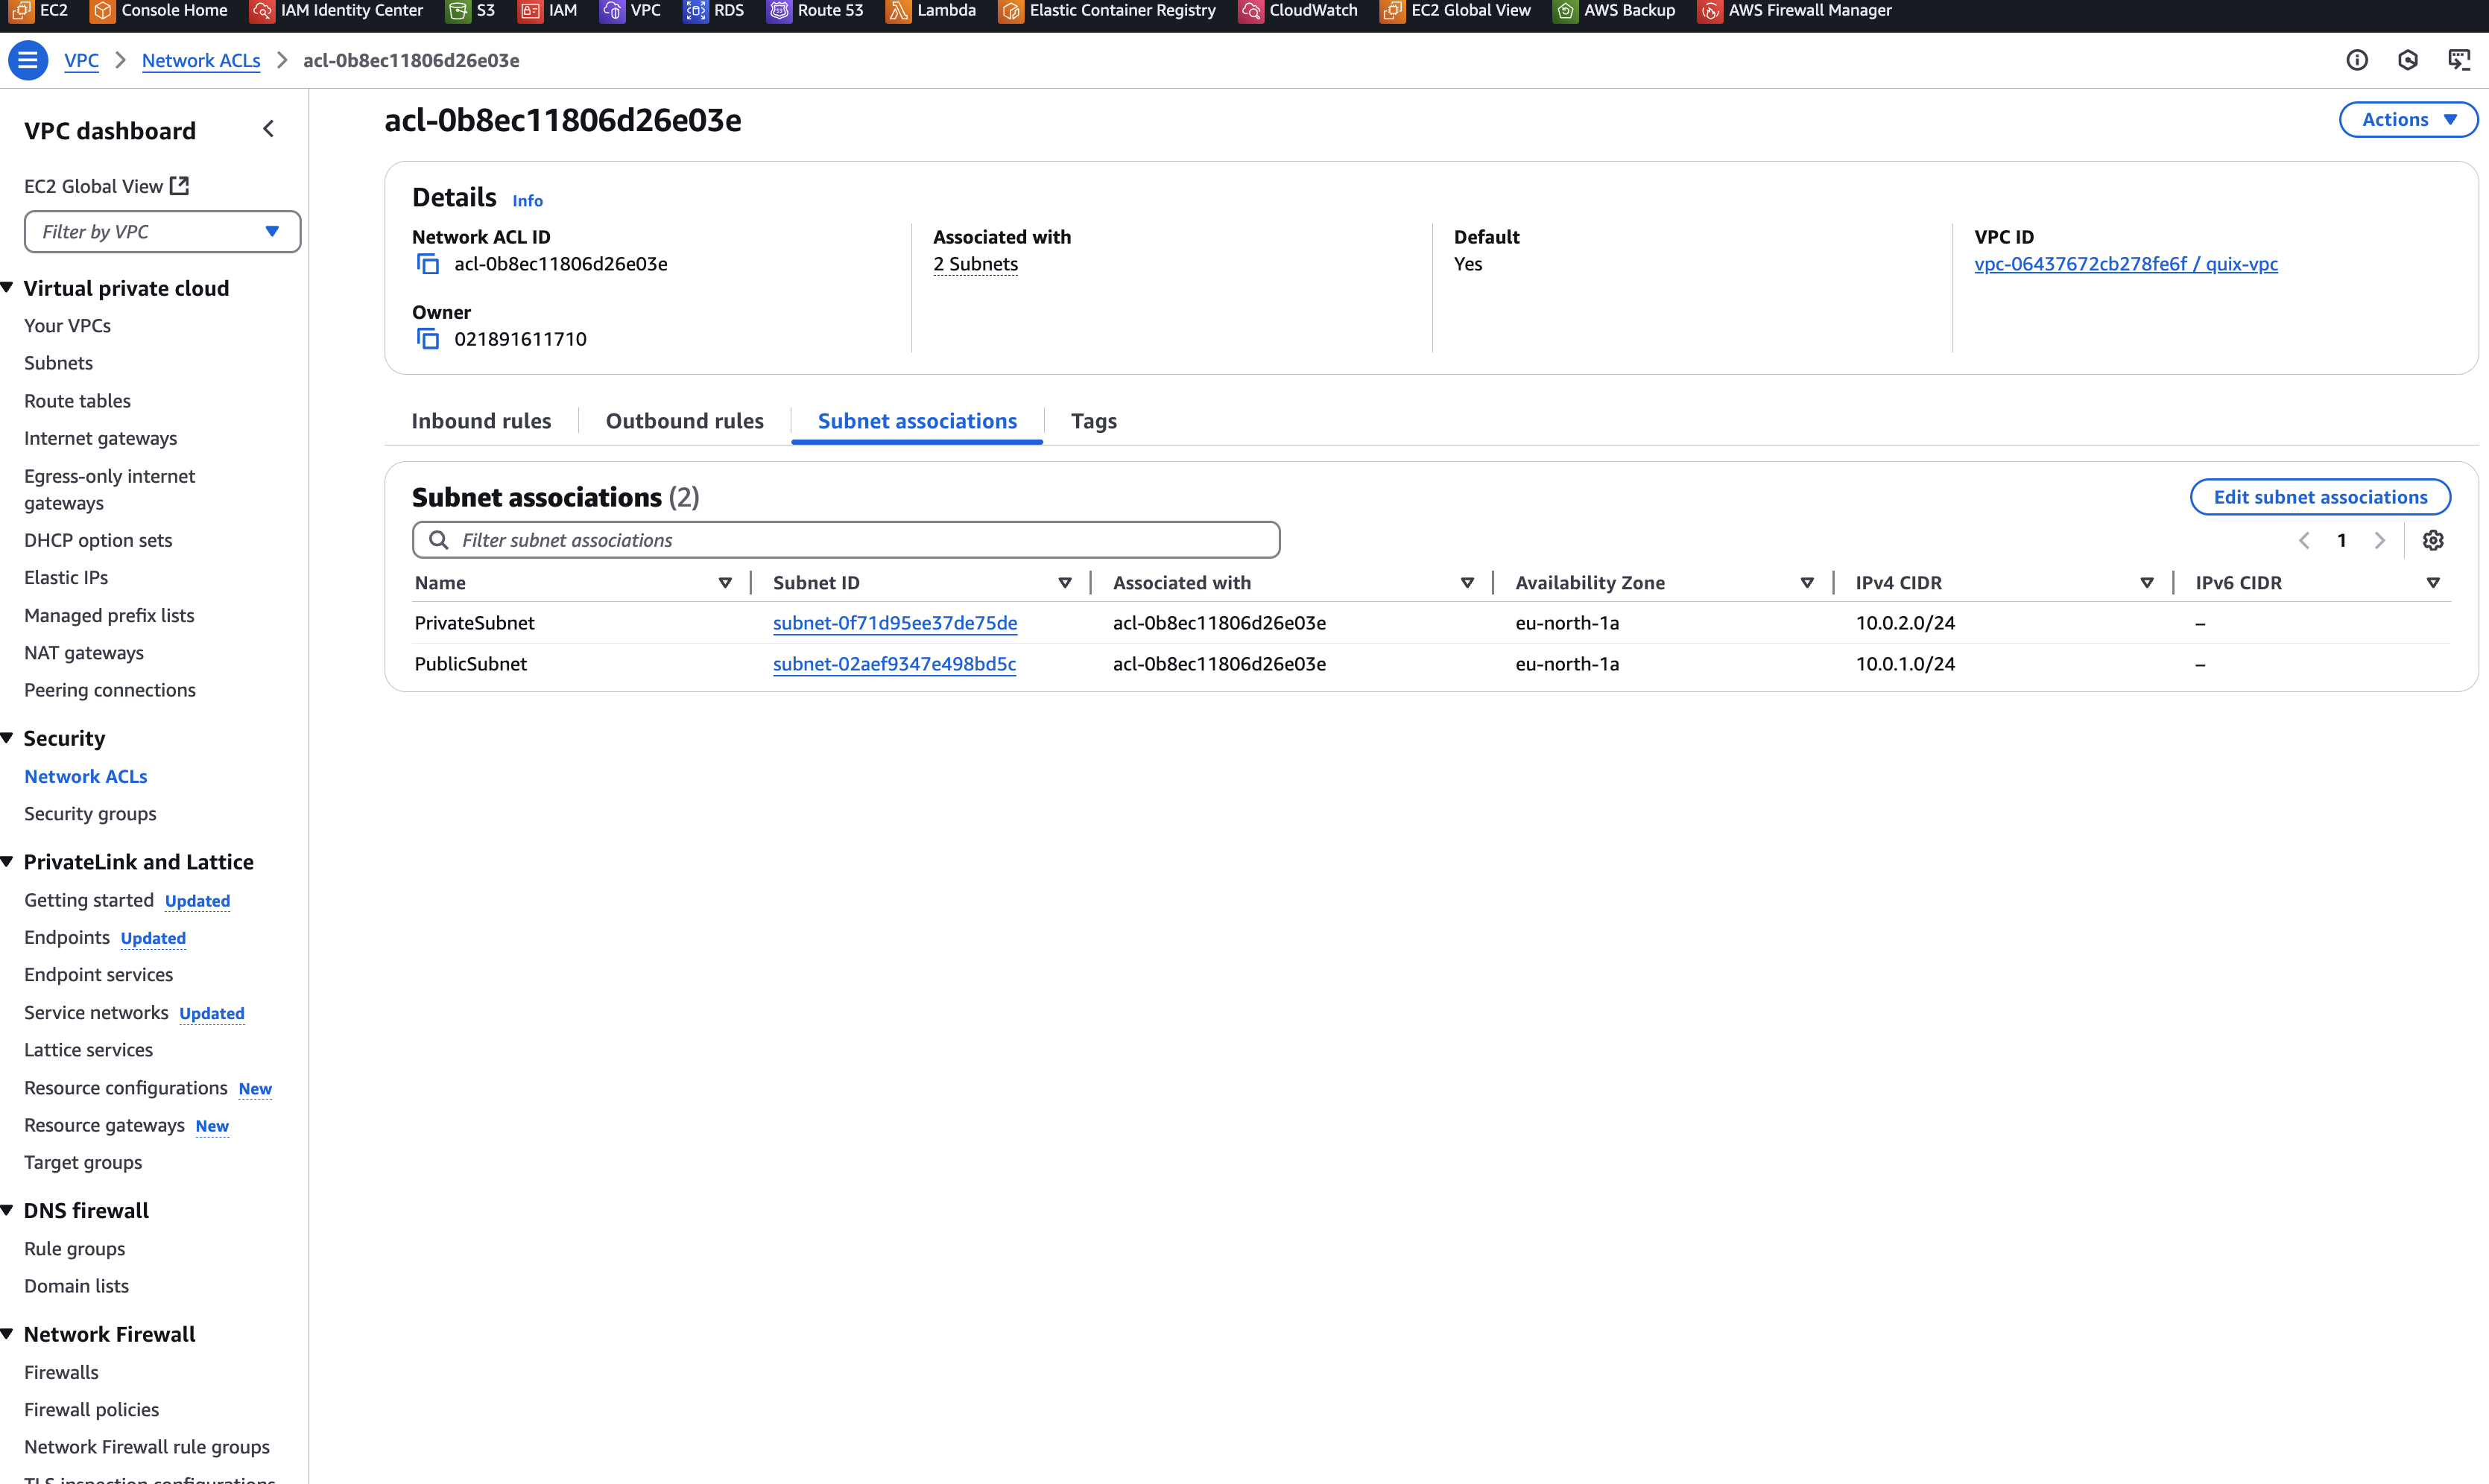 EC2 Console Home IAM Identity Center S3 IAM VPC RDS Route 53 Lambda Elastic Container Registry CloudWatch EC2 Global View AWS Backup AWS Firewall Manager
VPC > Network ACLs > acl-0b8ec11806d26e03e
VPC dashboard
EC2 Global View
Filter by VPC
Virtual private cloud
Your VPCs
Subnets
Route tables
Internet gateways
Egress-only internet
gateways
DHCP option sets
Elastic IPs
Managed prefix lists
NAT gateways
Peering connections
Security
Network ACLs
Security groups
PrivateLink and Lattice
Getting started Updated
Endpoints Updated
Endpoint services
Service networks Updated
Lattice services
Resource configurations New
Resource gateways New
Target groups
DNS firewall
Rule groups
Domain lists
Network Firewall
Firewalls
Firewall policies
Network Firewall rule groups
TLS inspection configurations
acl-0b8ec11806d26e03e
Actions
Details Info
Network ACL ID
acl-0b8ec11806d26e03e
Owner
021891611710
Associated with
2 Subnets
Default
Yes
VPC ID
vpc-06437672cb278fe6f / quix-vpc
Inbound rules Outbound rules Subnet associations Tags
Subnet associations (2)
Edit subnet associations
Filter subnet associations
1
Name Subnet ID Associated with Availability Zone IPv4 CIDR IPv6 CIDR
PrivateSubnet subnet-0f71d95ee37de75de acl-0b8ec11806d26e03e eu-north-1a 10.0.2.0/24 –
PublicSubnet subnet-02aef9347e498bd5c acl-0b8ec11806d26e03e eu-north-1a 10.0.1.0/24 –